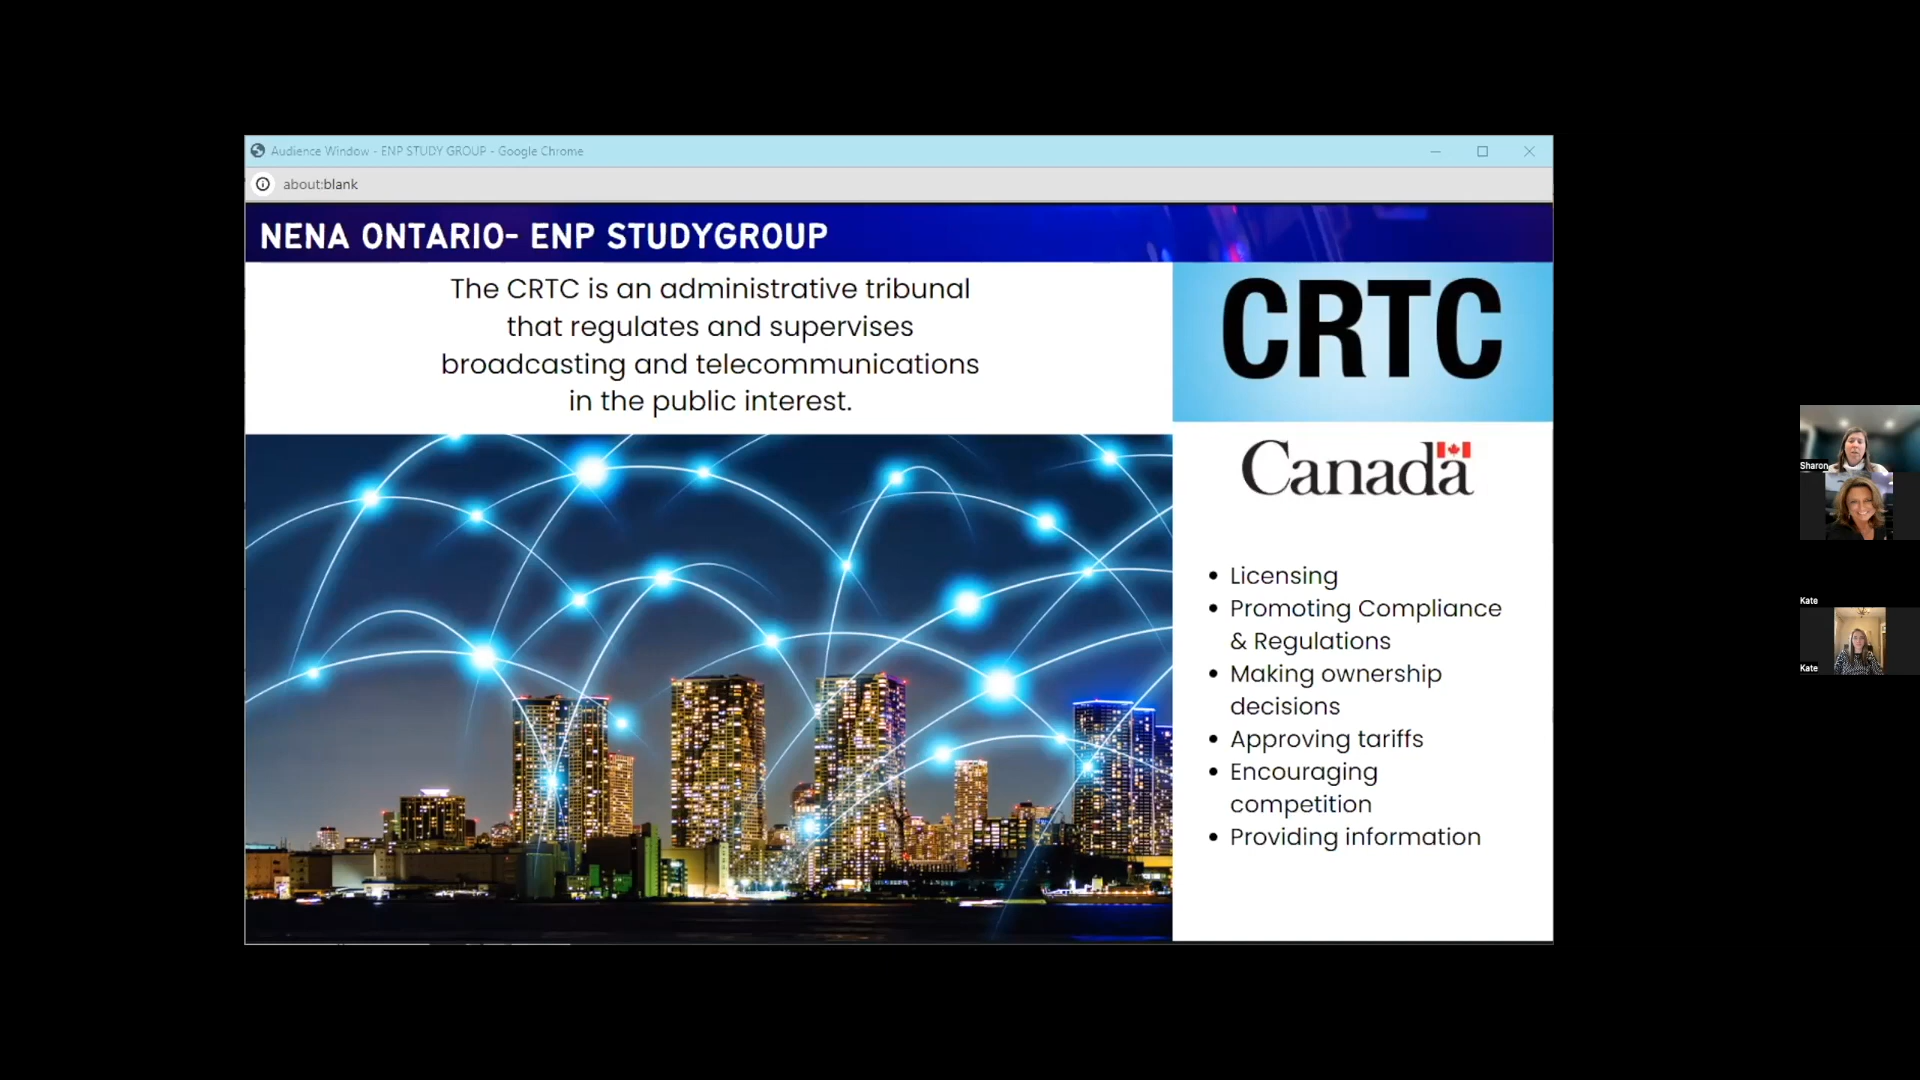 Audience Window - ENP STUDY GROUP - Google Chrome
about:blank
NENA ONTARIO- ENP STUDYGROUP
The CRTC is an administrative tribunal
that regulates and supervises
broadcasting and telecommunications
in the public interest.
CRTC
Canada
• Licensing
• Promoting Compliance
& Regulations
• Making ownership
decisions
• Approving tariffs
• Encouraging
competition
• Providing information
Sharon
Kate
Kate